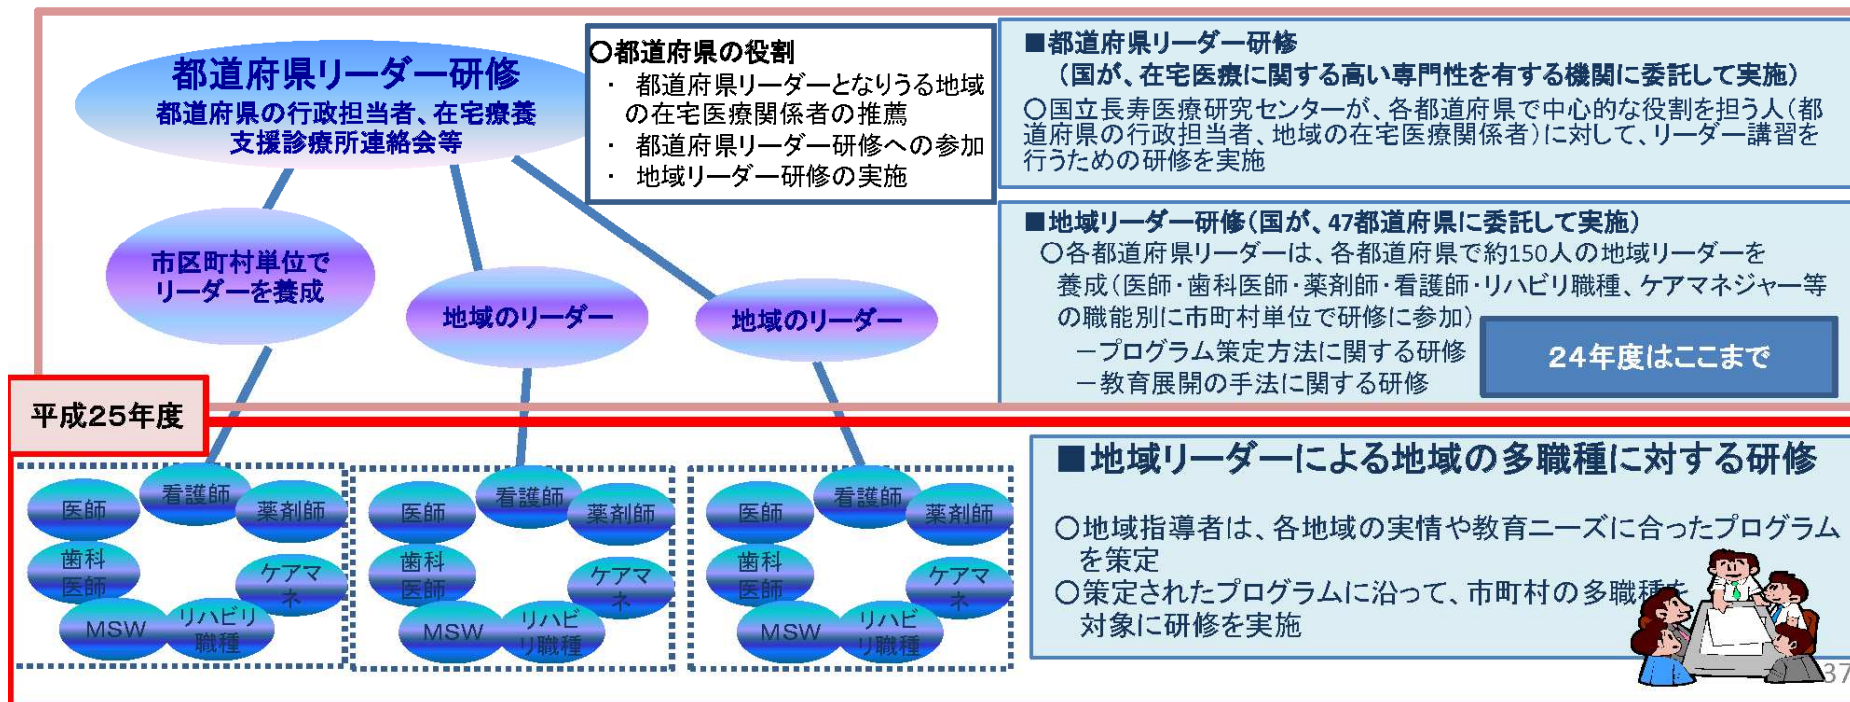 都道府県リーダー研修
都道府県の行政担当者、在宅療養
支援診療所連絡会等
〇都道府県の役割
・ 都道府県リーダーとなりうる地域
の在宅医療関係者の推薦
・ 都道府県リーダー研修への参加
・ 地域リーダー研修の実施
■都道府県リーダー研修
（国が、在宅医療に関する高い専門性を有する機関に委託して実施）
〇国立長寿医療研究センターが、各都道府県で中心的な役割を担う人（都
道府県の行政担当者、地域の在宅医療関係者）に対して、リーダー講習を
行うための研修を実施
市区町村単位で
リーダーを養成
地域のリーダー
地域のリーダー
■地域リーダー研修（国が、47都道府県に委託して実施）
〇各都道府県リーダーは、各都道府県で約150人の地域リーダーを
養成（医師・歯科医師・薬剤師・看護師・リハビリ職種、ケアマネジャー等
の職能別に市町村単位で研修に参加）
－プログラム策定方法に関する研修
－教育展開の手法に関する研修
２４年度はここまで
平成２５年度
医師
看護師
薬剤師
歯科
医師
ケアマ
ネ
MSW
リハビリ
職種
医師
看護師
薬剤師
歯科
医師
ケアマ
ネ
MSW
リハビ
リ職種
医師
看護師
薬剤師
歯科
医師
ケアマ
ネ
MSW
リハビ
リ職種
■地域リーダーによる地域の多職種に対する研修
〇地域指導者は、各地域の実情や教育ニーズに合ったプログラム
を策定
〇策定されたプログラムに沿って、市町村の多職種を
対象に研修を実施
37